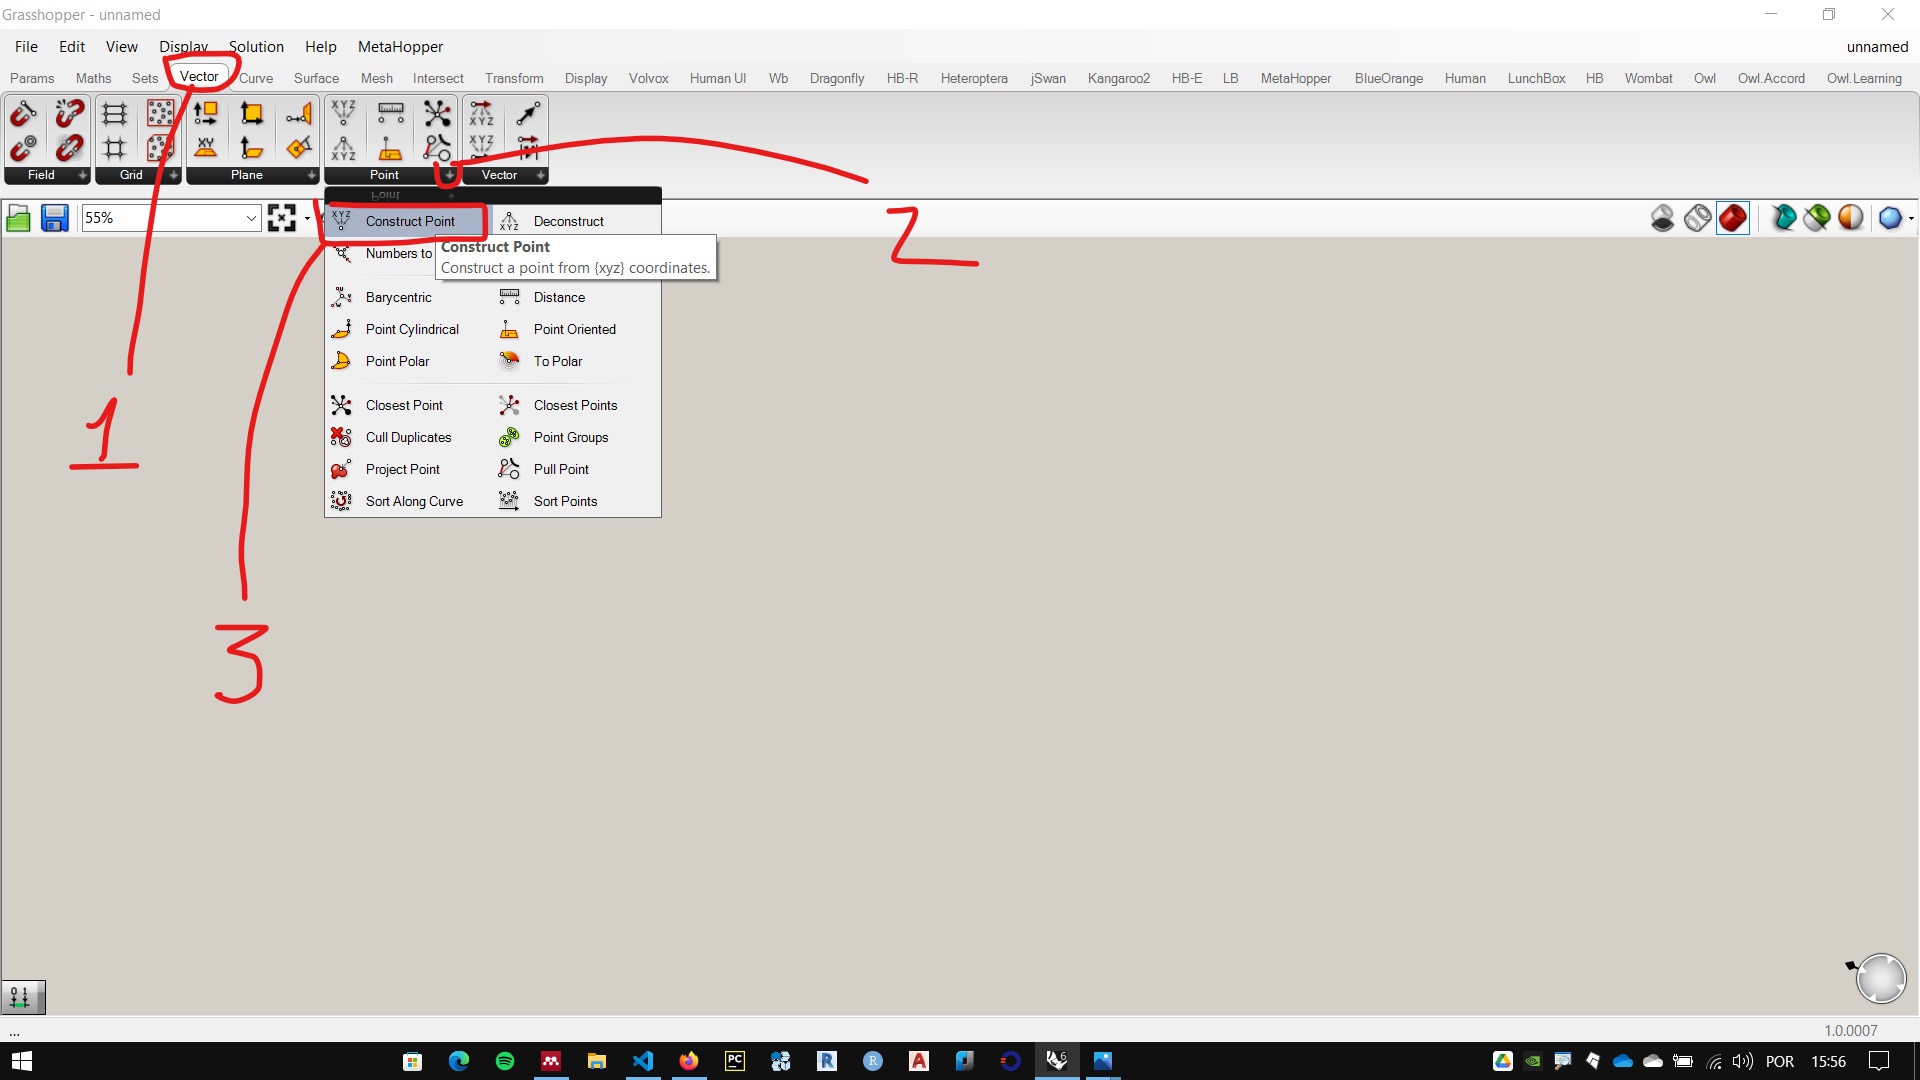 Grasshopper - unnamed
File Edit View Display Solution Help MetaHopper unnamed
Params Maths Sets Vector Curve Surface Mesh Intersect Transform Display Volvox Human UI Wb Dragonfly HB-R Heteroptera jSwan Kangaroo2 HB-E LB MetaHopper BlueOrange Human LunchBox HB Wombat Owl Owl.Accord Owl.Learning
Field Grid Plane Point Vector
Point
55%
Construct Point Deconstruct
Numbers to
Construct Point
Construct a point from {xyz} coordinates.
Barycentric Distance
Point Cylindrical Point Oriented
Point Polar To Polar
Closest Point Closest Points
Cull Duplicates Point Groups
Project Point Pull Point
Sort Along Curve Sort Points
1
2
3
...
1.0.0007
POR 15:56